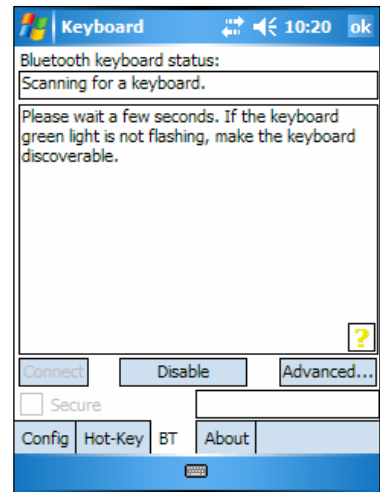 Keyboard 10:20 ok
Bluetooth keyboard status:
Scanning for a keyboard.
Please wait a few seconds. If the keyboard
green light is not flashing, make the keyboard
discoverable.
?
Connect Disable Advanced...
Secure
Config Hot-Key BT About